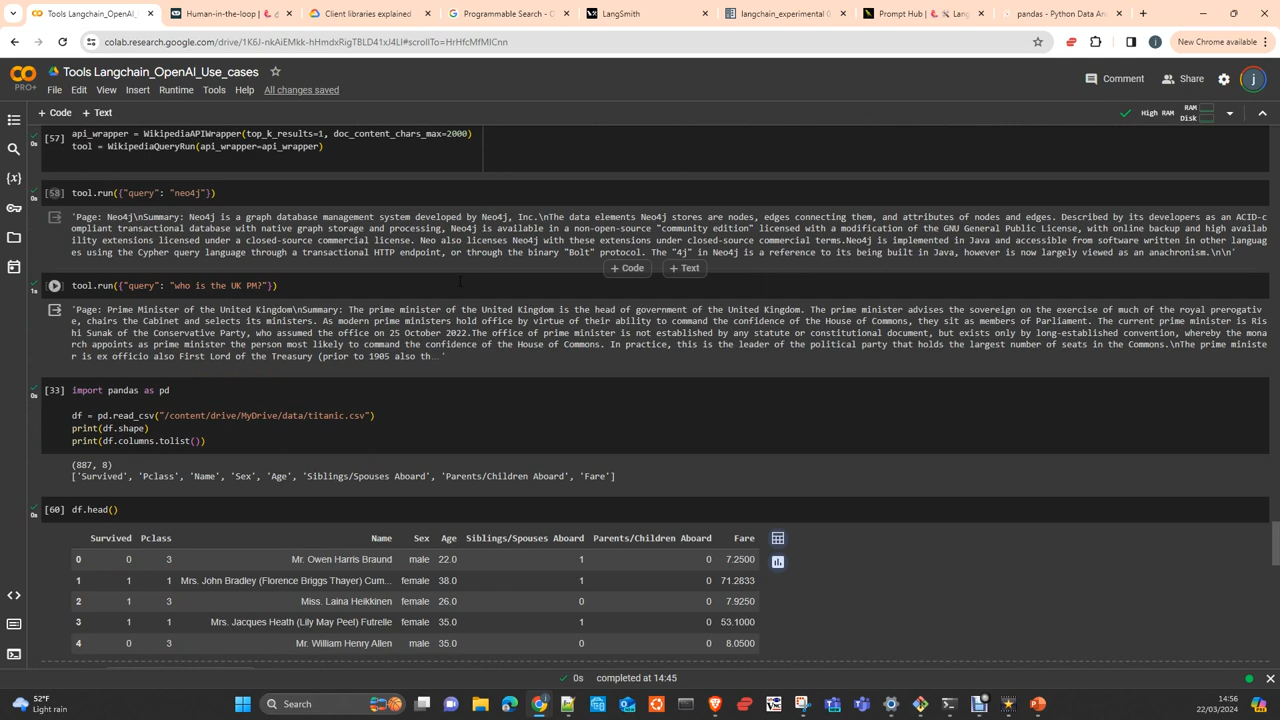 Tools Langchain_OpenAI_Us
Human-in-the-loop
Client libraries explained
Programmable Search - C
LangSmith
langchain_experimental 0
Prompt Hub
Lang
pandas - Python Data An
colab.research.google.com/drive/1K6J-nkAiEMkk-hHmdxRigTBLD41xJ4LI#scrollTo=HrHfcMfMICnn
New Chrome available
PRO+
Tools Langchain_OpenAI_Use_cases
Comment
Share
j
File Edit View Insert Runtime Tools Help All changes saved
+ Code + Text
High RAM
RAM
Disk
[57]
0s
api_wrapper = WikipediaAPIWrapper(top_k_results=1, doc_content_chars_max=2000)
tool = WikipediaQueryRun(api_wrapper=api_wrapper)
[58] tool.run({"query": "neo4j"})
0s
'Page: Neo4j\nSummary: Neo4j is a graph database management system developed by Neo4j, Inc.\nThe data elements Neo4j stores are nodes, edges connecting them, and attributes of nodes and edges. Described by its developers as an ACID-c
ompliant transactional database with native graph storage and processing, Neo4j is available in a non-open-source "community edition" licensed with a modification of the GNU General Public License, with online backup and high availab
ility extensions licensed under a closed-source commercial license. Neo also licenses Neo4j with these extensions under closed-source commercial terms.Neo4j is implemented in Java and accessible from software written in other languag
es using the Cypher query language through a transactional HTTP endpoint, or through the binary "Bolt" protocol. The "4j" in Neo4j is a reference to its being built in Java, however is now largely viewed as an anachronism.\n\n'
+ Code + Text
tool.run({"query": "who is the UK PM?"})
1s
'Page: Prime Minister of the United Kingdom\nSummary: The prime minister of the United Kingdom is the head of government of the United Kingdom. The prime minister advises the sovereign on the exercise of much of the royal prerogativ
e, chairs the Cabinet and selects its ministers. As modern prime ministers hold office by virtue of their ability to command the confidence of the House of Commons, they sit as members of Parliament. The current prime minister is Ris
hi Sunak of the Conservative Party, who assumed the office on 25 October 2022.The office of prime minister is not established by any statute or constitutional document, but exists only by long-established convention, whereby the mona
rch appoints as prime minister the person most likely to command the confidence of the House of Commons. In practice, this is the leader of the political party that holds the largest number of seats in the Commons.\nThe prime ministe
r is ex officio also First Lord of the Treasury (prior to 1905 also th…'
[33] import pandas as pd
0s
df = pd.read_csv("/content/drive/MyDrive/data/titanic.csv")
print(df.shape)
print(df.columns.tolist())
(887, 8)
['Survived', 'Pclass', 'Name', 'Sex', 'Age', 'Siblings/Spouses Aboard', 'Parents/Children Aboard', 'Fare']
[60] df.head()
0s
Survived Pclass Name Sex Age Siblings/Spouses Aboard Parents/Children Aboard Fare
0 0 3 Mr. Owen Harris Braund male 22.0 1 0 7.2500
1 1 1 Mrs. John Bradley (Florence Briggs Thayer) Cum... female 38.0 1 0 71.2833
2 1 3 Miss. Laina Heikkinen female 26.0 0 0 7.9250
3 1 1 Mrs. Jacques Heath (Lily May Peel) Futrelle female 35.0 1 0 53.1000
4 0 3 Mr. William Henry Allen male 35.0 0 0 8.0500
0s completed at 14:45
52°F
Light rain
Search
14:56
22/03/2024